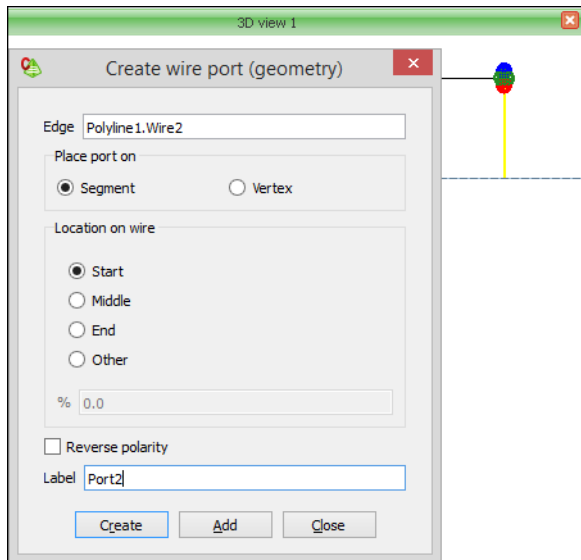 3D view 1
Create wire port (geometry)
Edge Polyline1.Wire2
Place port on
Segment Vertex
Location on wire
Start
Middle
End
Other
% 0.0
Reverse polarity
Label Port2
Create Add Close